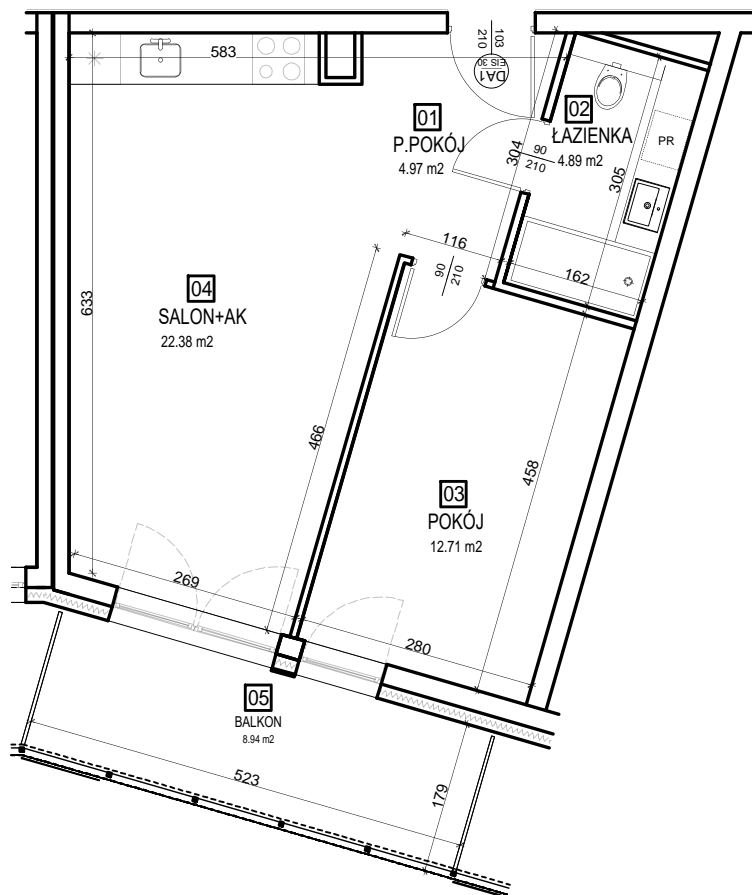 583
103
210
DA1
EIS 30
01
P.POKÓJ
4.97 m2
02
ŁAZIENKA
4.89 m2
304
90
210
305
PR
116
90
210
162
633
04
SALON+AK
22.38 m2
466
458
03
POKÓJ
12.71 m2
269
280
05
BALKON
8.94 m2
523
179